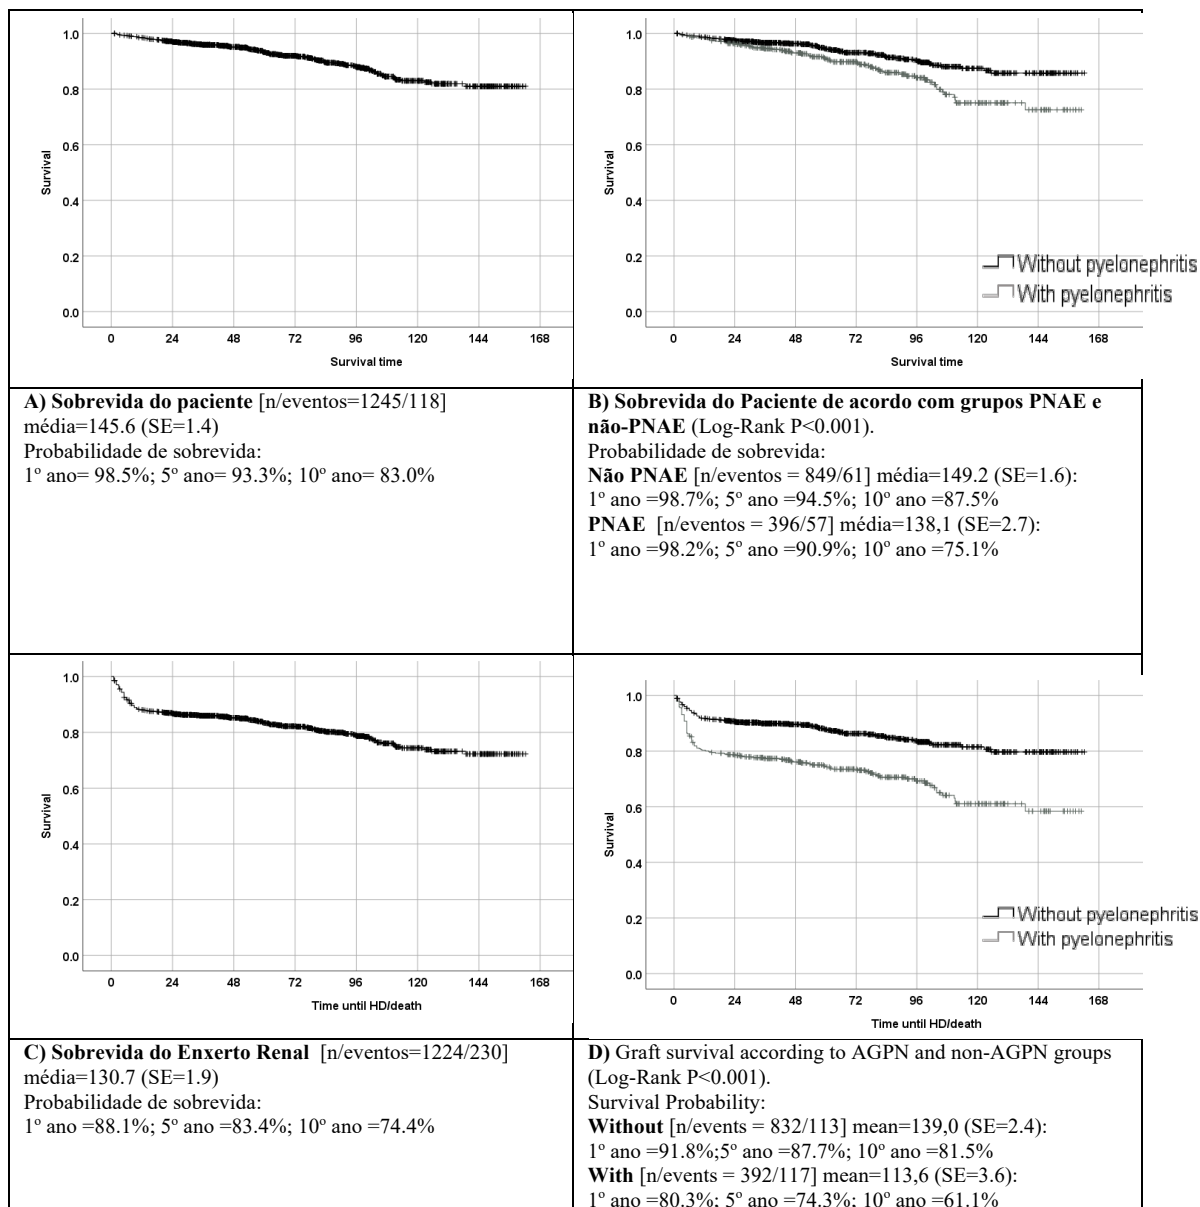 1.0
0.8
0.6
0.4
0.2
0.0
Survival
0 24 48 72 96 120 144 168
Survival time
1.0
0.8
0.6
0.4
0.2
0.0
Survival
Without pyelonephritis
With pyelonephritis
0 24 48 72 96 120 144 168
Survival time
A) Sobrevida do paciente [n/eventos=1245/118]
média=145.6 (SE=1.4)
Probabilidade de sobrevida:
1º ano= 98.5%; 5º ano= 93.3%; 10º ano= 83.0%
B) Sobrevida do Paciente de acordo com grupos PNAE e
não-PNAE (Log-Rank P<0.001).
Probabilidade de sobrevida:
Não PNAE [n/eventos = 849/61] média=149.2 (SE=1.6):
1º ano =98.7%; 5º ano =94.5%; 10º ano =87.5%
PNAE [n/eventos = 396/57] média=138,1 (SE=2.7):
1º ano =98.2%; 5º ano =90.9%; 10º ano =75.1%
1.0
0.8
0.6
0.4
0.2
0.0
Survival
0 24 48 72 96 120 144 168
Time until HD/death
1.0
0.8
0.6
0.4
0.2
0.0
Survival
Without pyelonephritis
With pyelonephritis
0 24 48 72 96 120 144 168
Time until HD/death
C) Sobrevida do Enxerto Renal [n/eventos=1224/230]
média=130.7 (SE=1.9)
Probabilidade de sobrevida:
1º ano =88.1%; 5º ano =83.4%; 10º ano =74.4%
D) Graft survival according to AGPN and non-AGPN groups
(Log-Rank P<0.001).
Survival Probability:
Without [n/events = 832/113] mean=139,0 (SE=2.4):
1º ano =91.8%;5º ano =87.7%; 10º ano =81.5%
With [n/events = 392/117] mean=113,6 (SE=3.6):
1º ano =80.3%; 5º ano =74.3%; 10º ano =61.1%